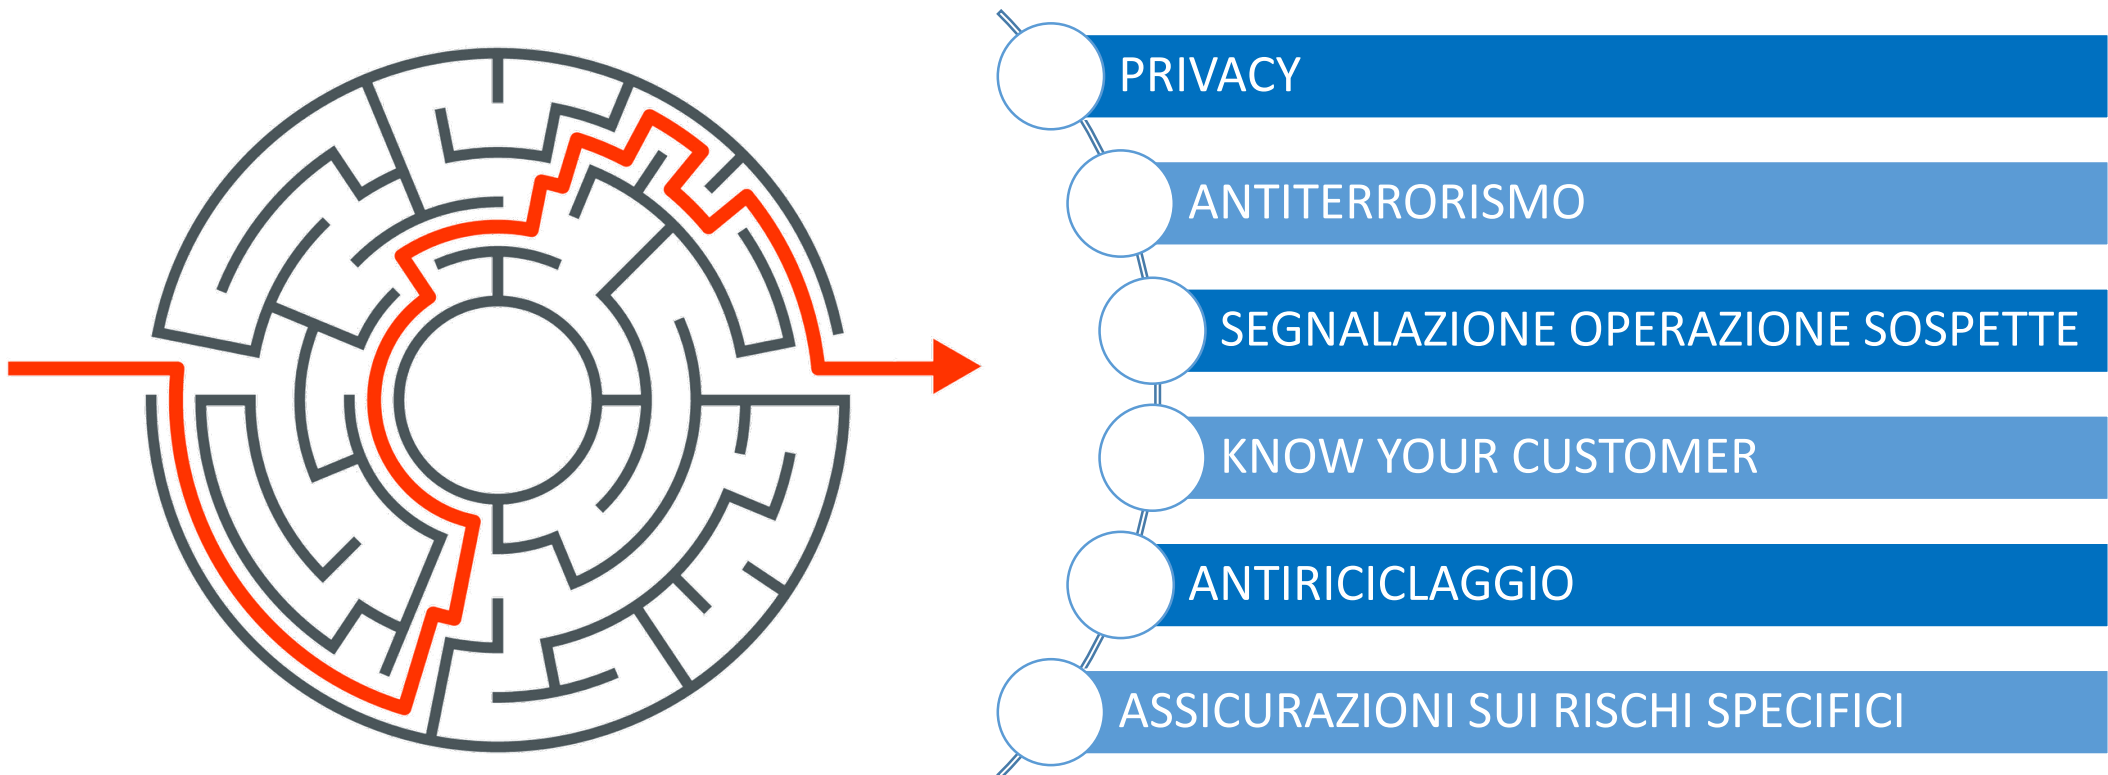 PRIVACY
ANTITERRORISMO
SEGNALAZIONE OPERAZIONE SOSPETTE
KNOW YOUR CUSTOMER
ANTIRICICLAGGIO
ASSICURAZIONI SUI RISCHI SPECIFICI